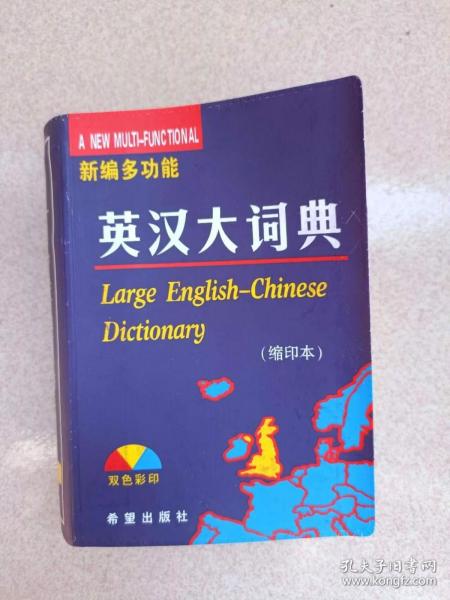 A NEW MULTI-FUNCTIONAL
新编多功能
英汉大词典
Large English-Chinese
Dictionary
(缩印本)
双色彩印
希望出版社
孔夫子旧书网
www.kongfz.com